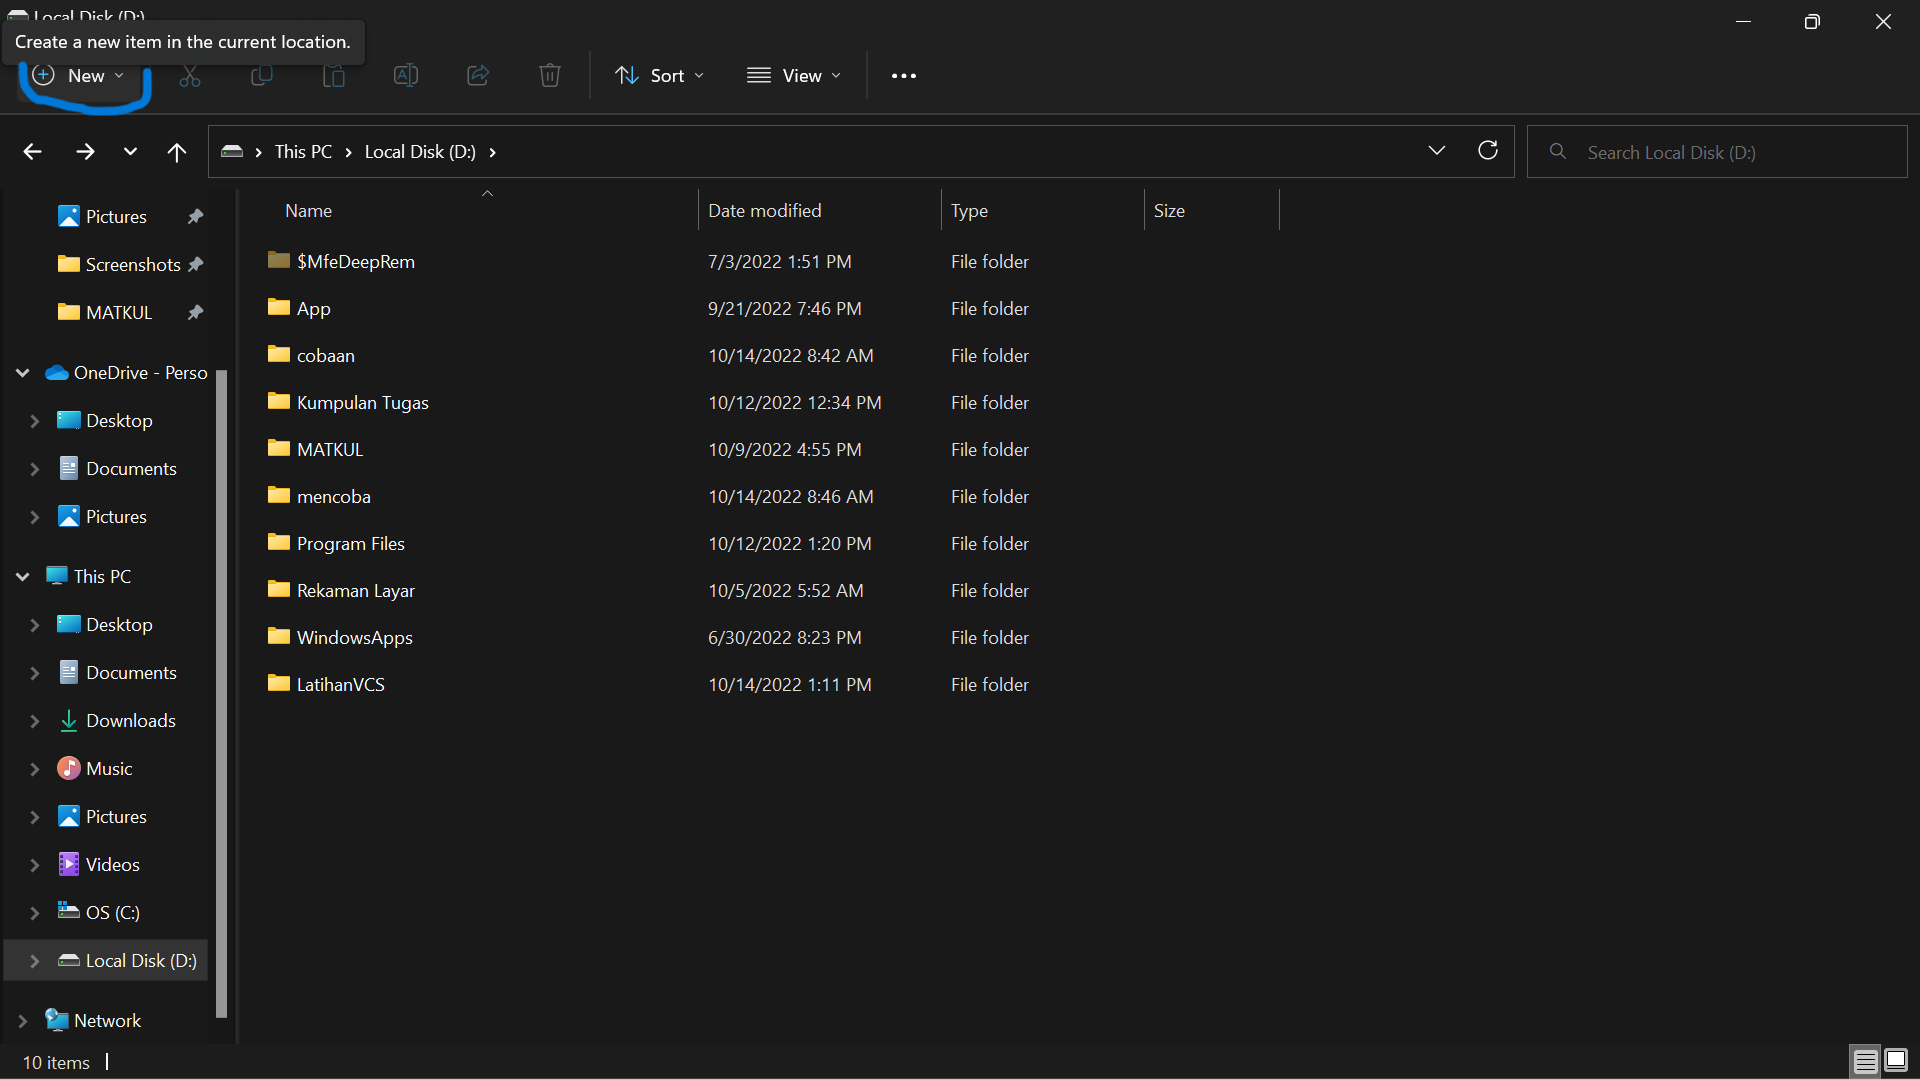 Local Disk (D:)
Create a new item in the current location.
New
Sort
View
This PC
Local Disk (D:)
Search Local Disk (D:)
Name
Date modified
Type
Size
Pictures
Screenshots
MATKUL
OneDrive - Perso
Desktop
Documents
Pictures
This PC
Desktop
Documents
Downloads
Music
Pictures
Videos
OS (C:)
Local Disk (D:)
Network
$MfeDeepRem 7/3/2022 1:51 PM File folder
App 9/21/2022 7:46 PM File folder
cobaan 10/14/2022 8:42 AM File folder
Kumpulan Tugas 10/12/2022 12:34 PM File folder
MATKUL 10/9/2022 4:55 PM File folder
mencoba 10/14/2022 8:46 AM File folder
Program Files 10/12/2022 1:20 PM File folder
Rekaman Layar 10/5/2022 5:52 AM File folder
WindowsApps 6/30/2022 8:23 PM File folder
LatihanVCS 10/14/2022 1:11 PM File folder
10 items